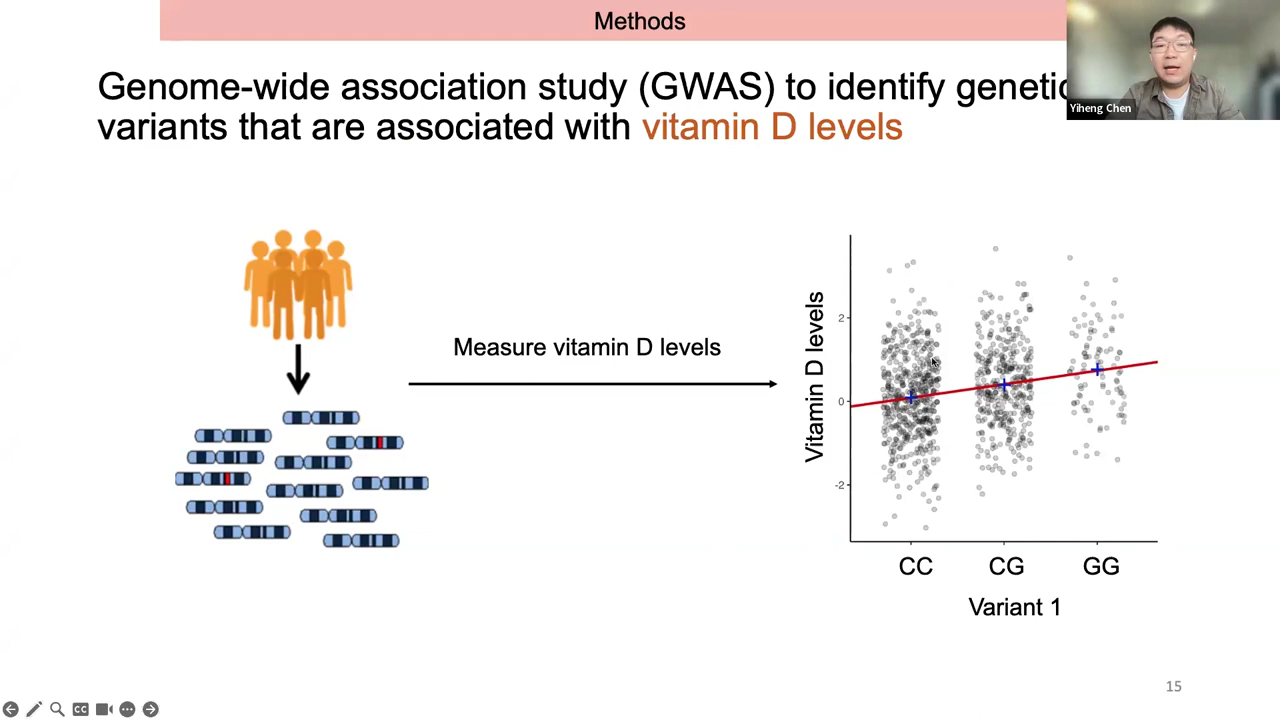 Methods
Genome-wide association study (GWAS) to identify genetic
variants that are associated with vitamin D levels
Yiheng Chen
Measure vitamin D levels
Vitamin D levels
2
0
-2
CC
CG
GG
Variant 1
15
CC